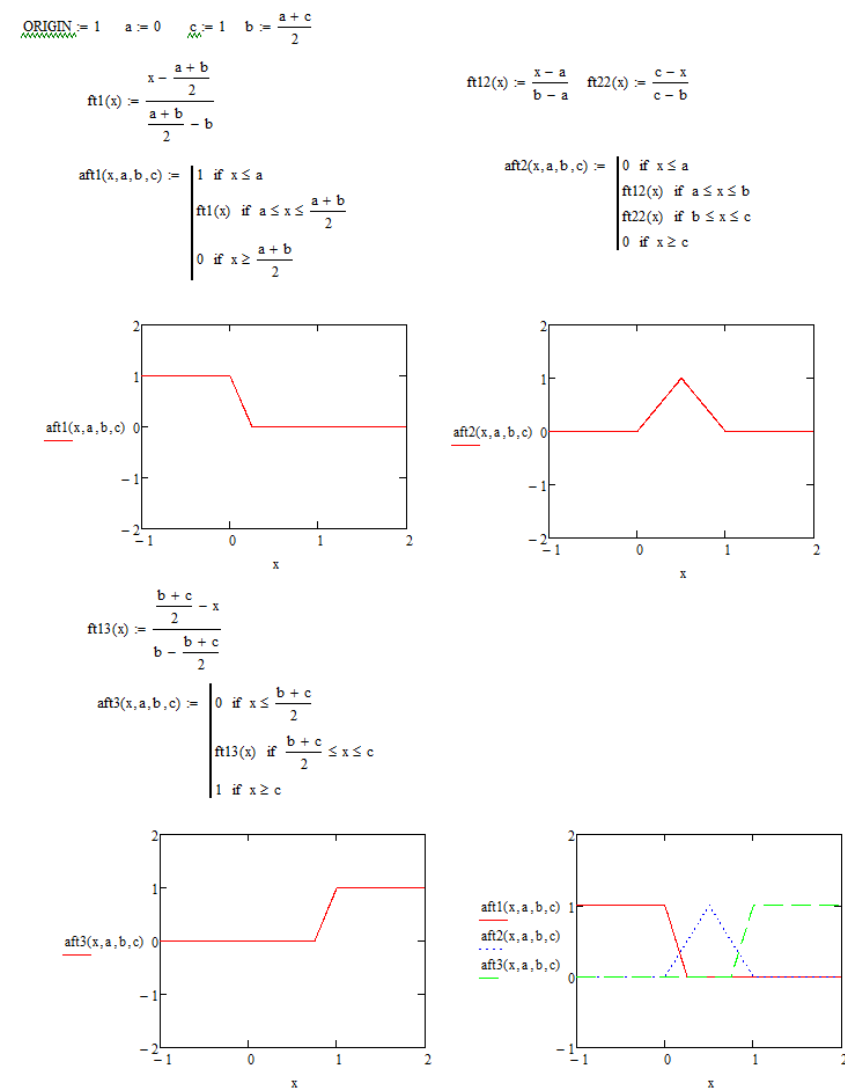 ORIGIN := 1 a := 0 c := 1 b := (a + c)/2
ft1(x) := (x − (a + b)/2)/((a + b)/2 − b)
ft12(x) := (x − a)/(b − a) ft22(x) := (c − x)/(c − b)
aft1(x,a,b,c) := 1 if x ≤ a
ft1(x) if a ≤ x ≤ (a + b)/2
0 if x ≥ (a + b)/2
aft2(x,a,b,c) := 0 if x ≤ a
ft12(x) if a ≤ x ≤ b
ft22(x) if b ≤ x ≤ c
0 if x ≥ c
2
1
aft1(x,a,b,c) 0
− 1
− 2
− 1 0 1 2
x
2
1
aft2(x,a,b,c) 0
− 1
− 2
− 1 0 1 2
x
ft13(x) := ((b + c)/2 − x)/(b − (b + c)/2)
aft3(x,a,b,c) := 0 if x ≤ (b + c)/2
ft13(x) if (b + c)/2 ≤ x ≤ c
1 if x ≥ c
2
1
aft3(x,a,b,c) 0
− 1
− 2
− 1 0 1 2
x
2
aft1(x,a,b,c) 1
aft2(x,a,b,c)
aft3(x,a,b,c) 0
− 1
− 1 0 1 2
x